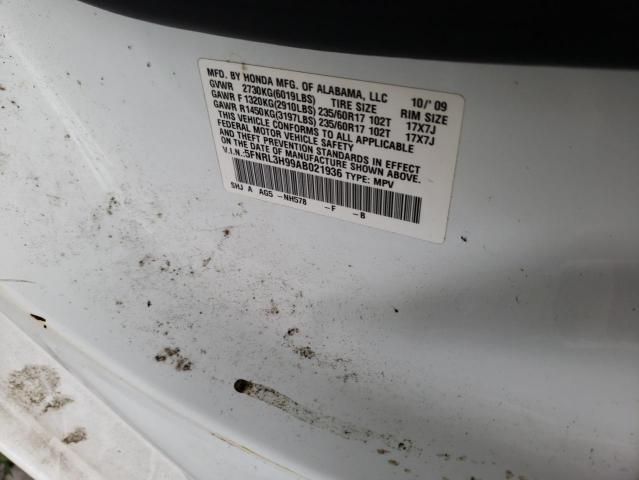 MFD. BY HONDA MFG. OF ALABAMA, LLC 10/'09
GVWR 2730KG(6019LBS) TIRE SIZE RIM SIZE
GAWR F 1320KG(2910LBS) 235/60R17 102T 17X7J
GAWR R 1450KG(3197LBS) 235/60R17 102T 17X7J
THIS VEHICLE CONFORMS TO ALL APPLICABLE
FEDERAL MOTOR VEHICLE SAFETY
AND THEFT PREVENTION STANDARDS IN EFFECT
ON THE DATE OF MANUFACTURE SHOWN ABOVE.
V.I.N.:5FNRL3H99AB021936 TYPE: MPV
SHJ A AG5 -NH578 -F -B